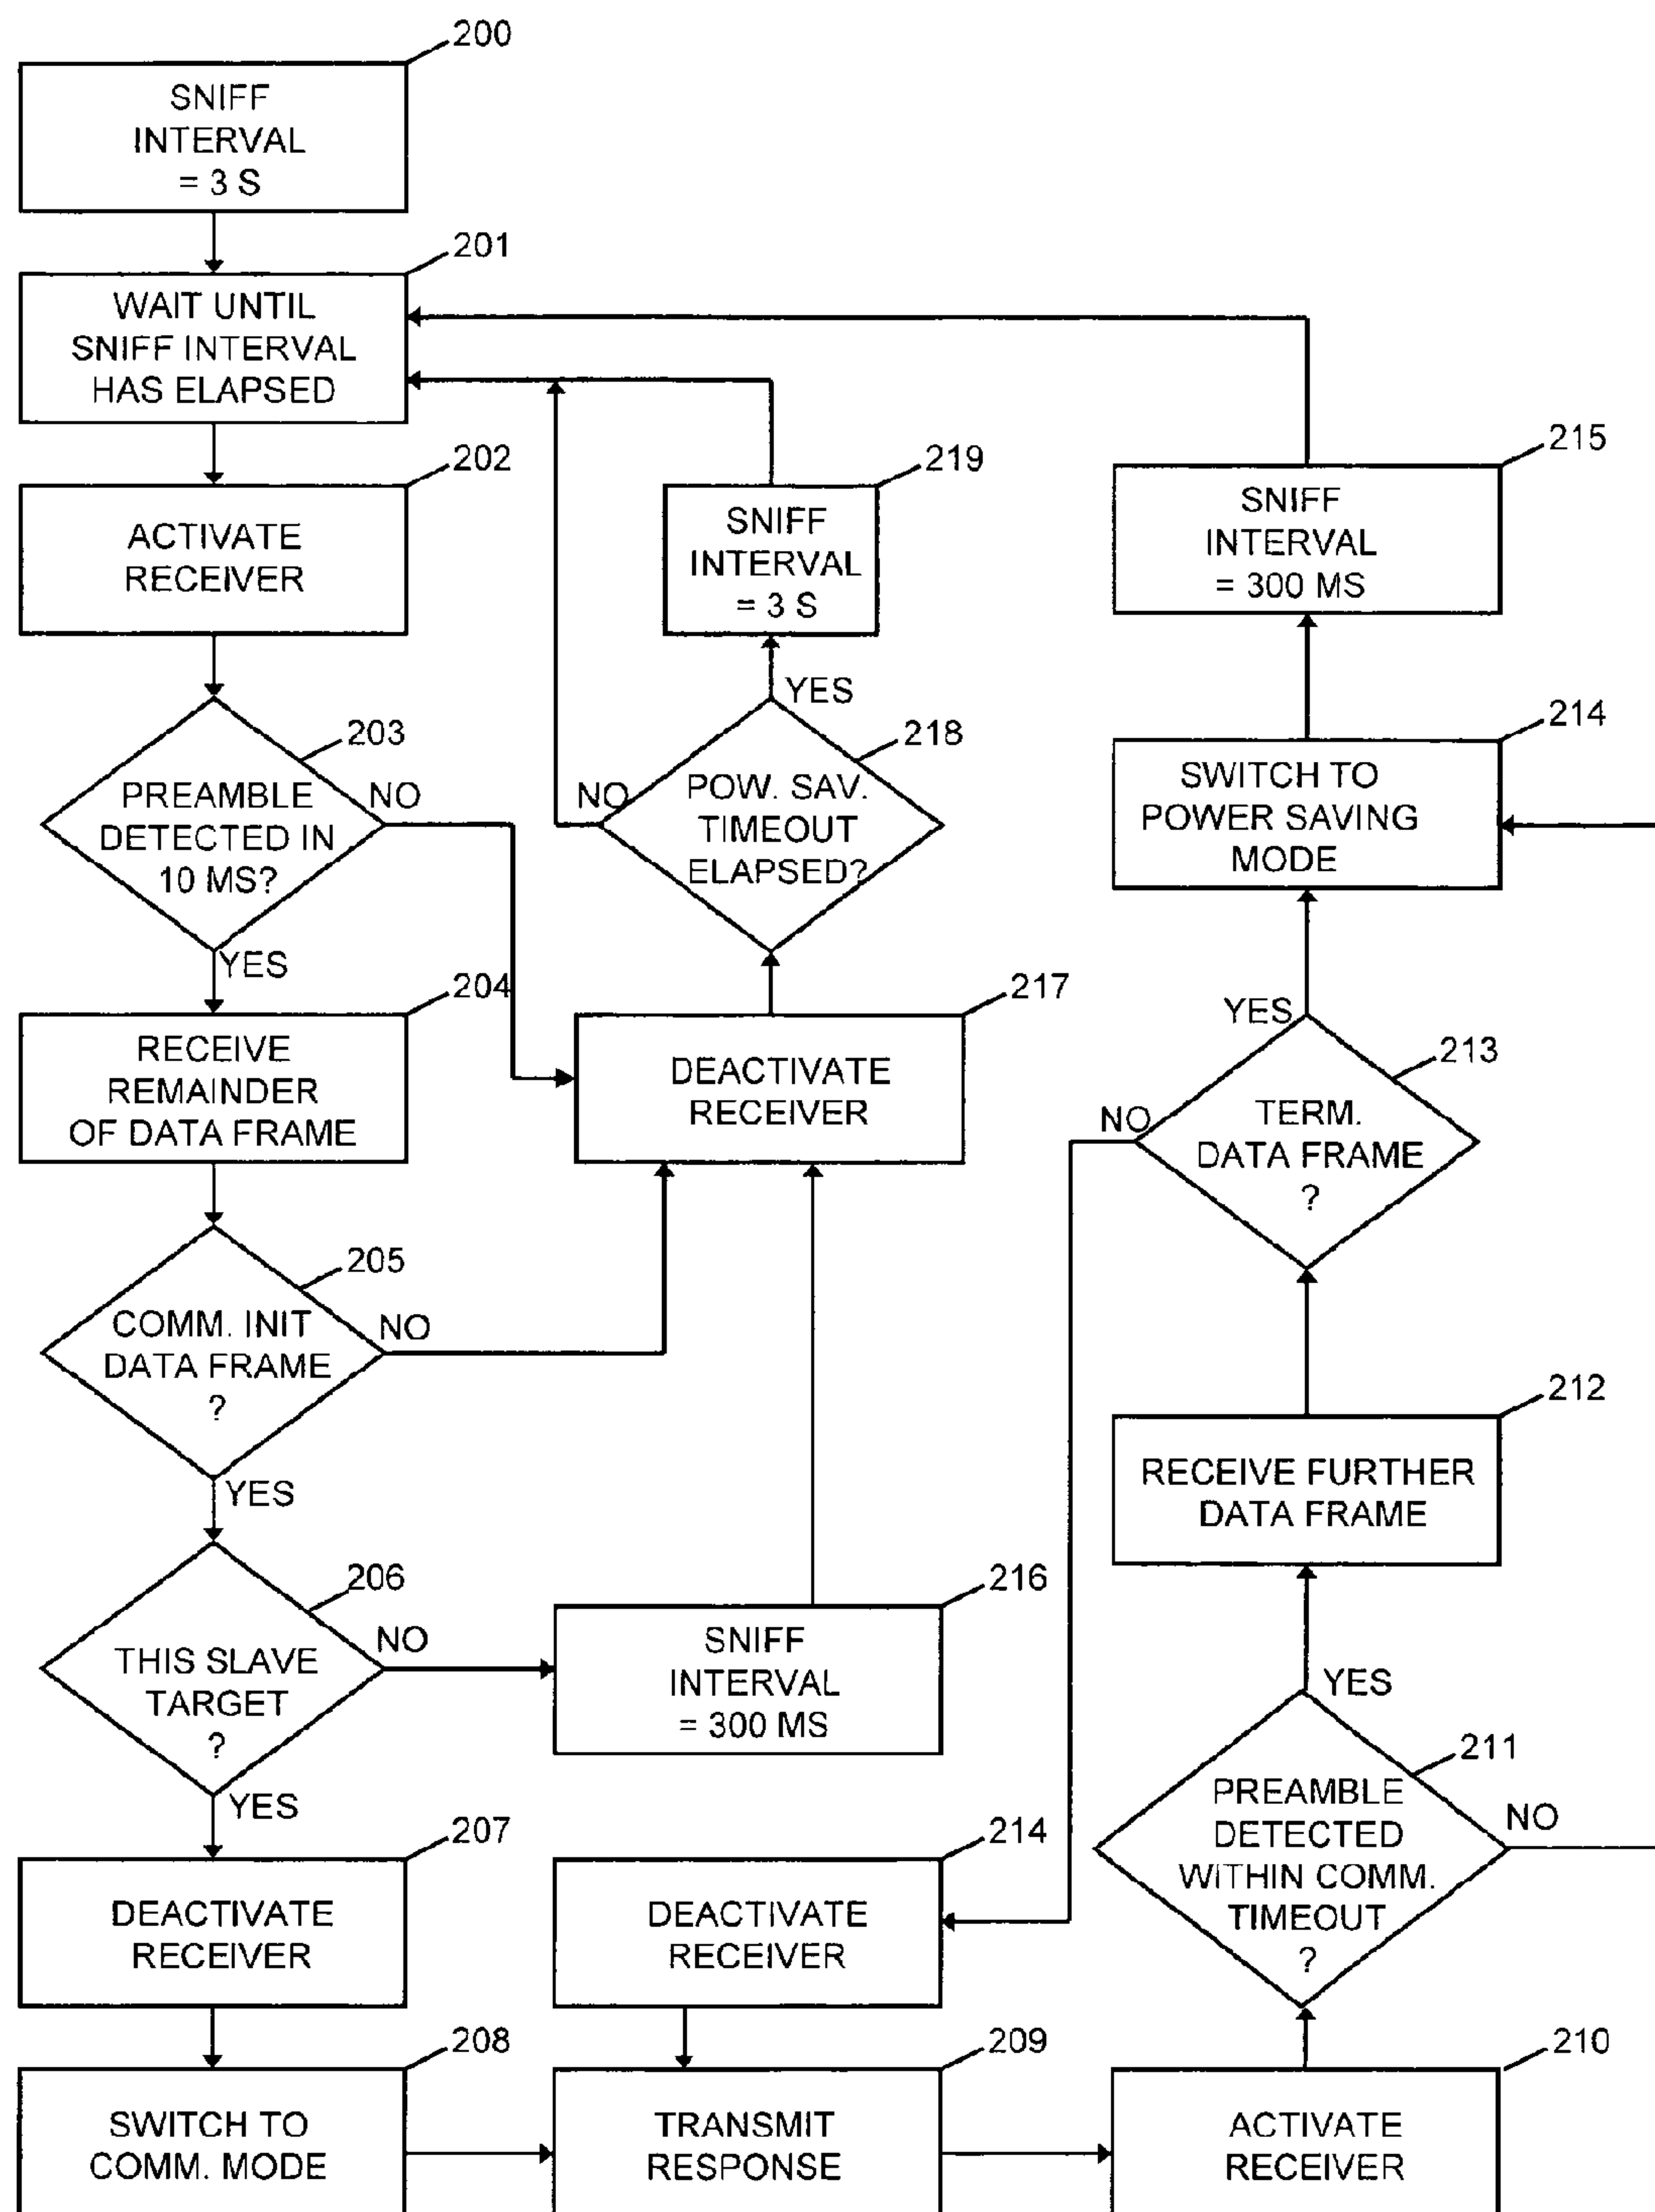 200
SNIFF
INTERVAL
= 3 S
201
WAIT UNTIL
SNIFF INTERVAL
HAS ELAPSED
202
ACTIVATE
RECEIVER
203
PREAMBLE
DETECTED IN
10 MS?
NO
YES
204
RECEIVE
REMAINDER
OF DATA FRAME
205
COMM. INIT
DATA FRAME
?
NO
YES
206
THIS SLAVE
TARGET
?
NO
YES
207
DEACTIVATE
RECEIVER
208
SWITCH TO
COMM. MODE
219
SNIFF
INTERVAL
= 3 S
YES
218
NO
POW. SAV.
TIMEOUT
ELAPSED?
217
DEACTIVATE
RECEIVER
216
SNIFF
INTERVAL
= 300 MS
214
DEACTIVATE
RECEIVER
209
TRANSMIT
RESPONSE
215
SNIFF
INTERVAL
= 300 MS
214
SWITCH TO
POWER SAVING
MODE
YES
213
NO
TERM.
DATA FRAME
?
212
RECEIVE FURTHER
DATA FRAME
YES
211
PREAMBLE
DETECTED
WITHIN COMM.
TIMEOUT
?
NO
210
ACTIVATE
RECEIVER